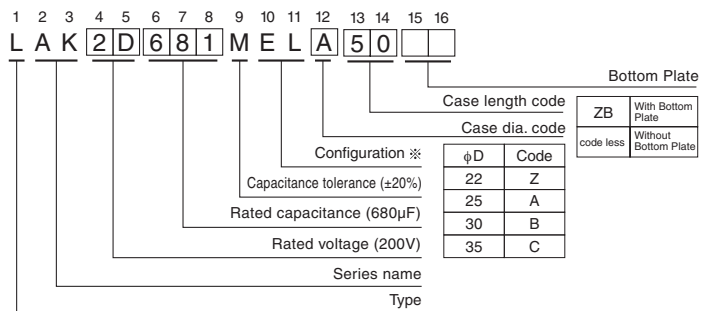 1 2 3 4 5 6 7 8 9 10 11 12 13 14 15 16
L A K 2 D 6 8 1 M E L A 5 0
Bottom Plate
Case length code
ZB With Bottom Plate
code less Without Bottom Plate
Case dia. code
Configuration ※
φD Code
22 Z
25 A
30 B
35 C
Capacitance tolerance (±20%)
Rated capacitance (680µF)
Rated voltage (200V)
Series name
Type